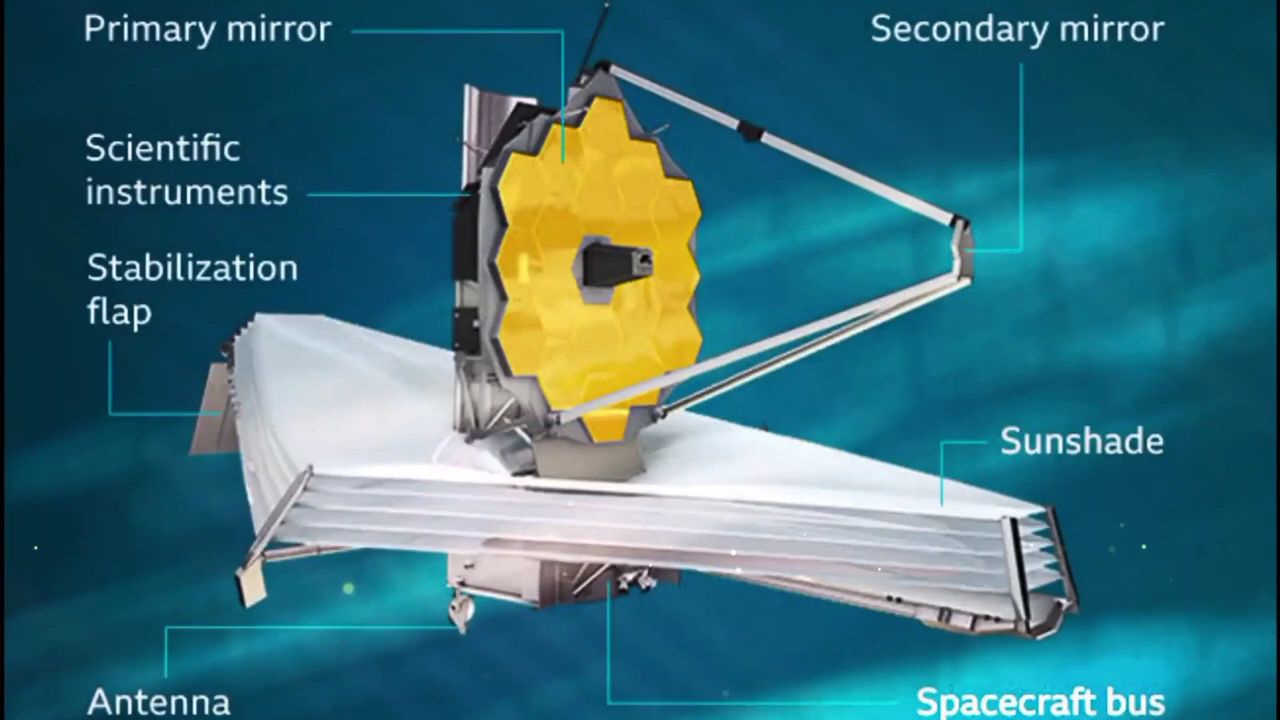 Primary mirror
Secondary mirror
Scientific
instruments
Stabilization
flap
Sunshade
Antenna
Spacecraft bus